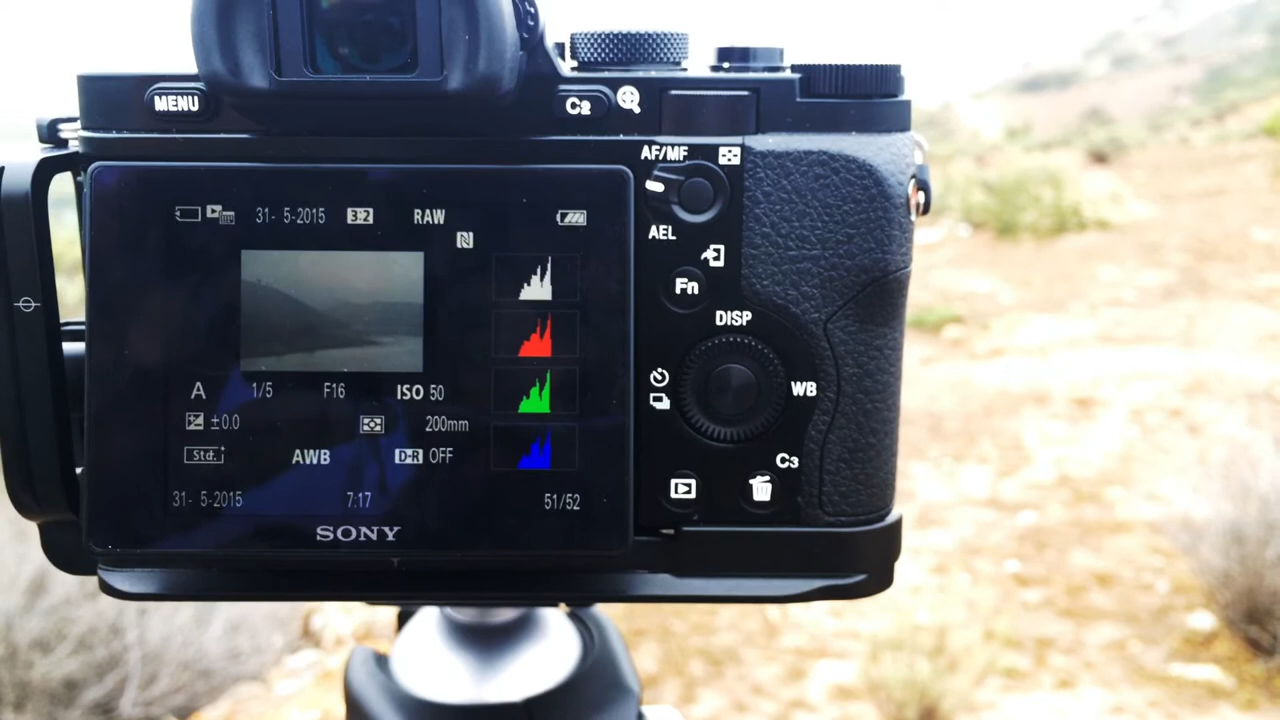 MENU
C2
AF/MF
31- 5-2015 3:2 RAW
N
AEL
Fn
DISP
A 1/5 F16 ISO 50
WB
±0.0 200mm
Std. AWB D-R OFF
C3
31- 5-2015 7:17 51/52
SONY